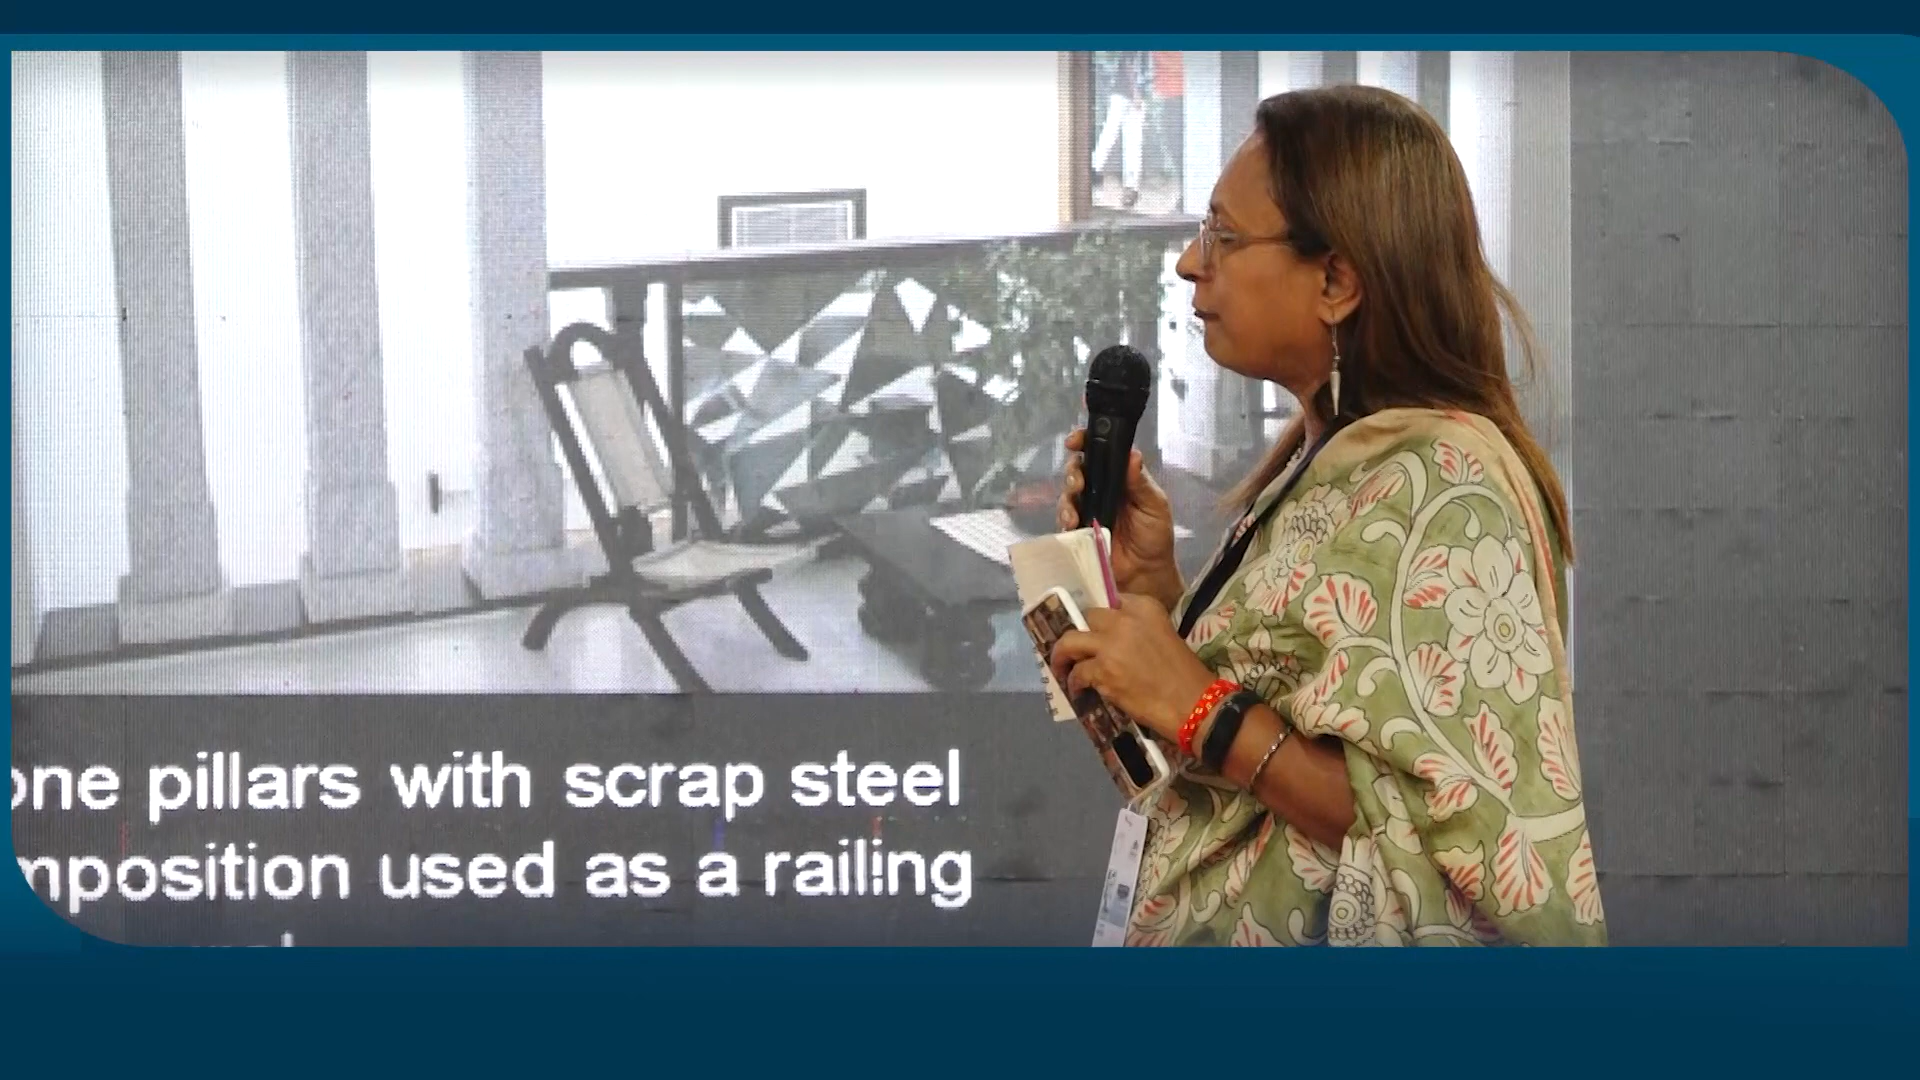 one pillars with scrap steel
mposition used as a railing